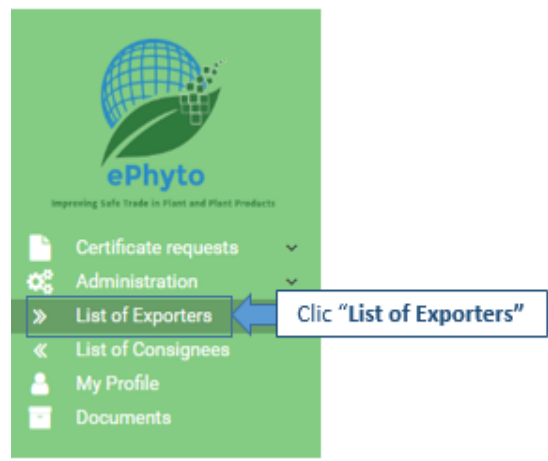 ePhyto
Improving Safe Trade in Plant and Plant Products
Certificate requests
Administration
List of Exporters
Clic “List of Exporters”
List of Consignees
My Profile
Documents